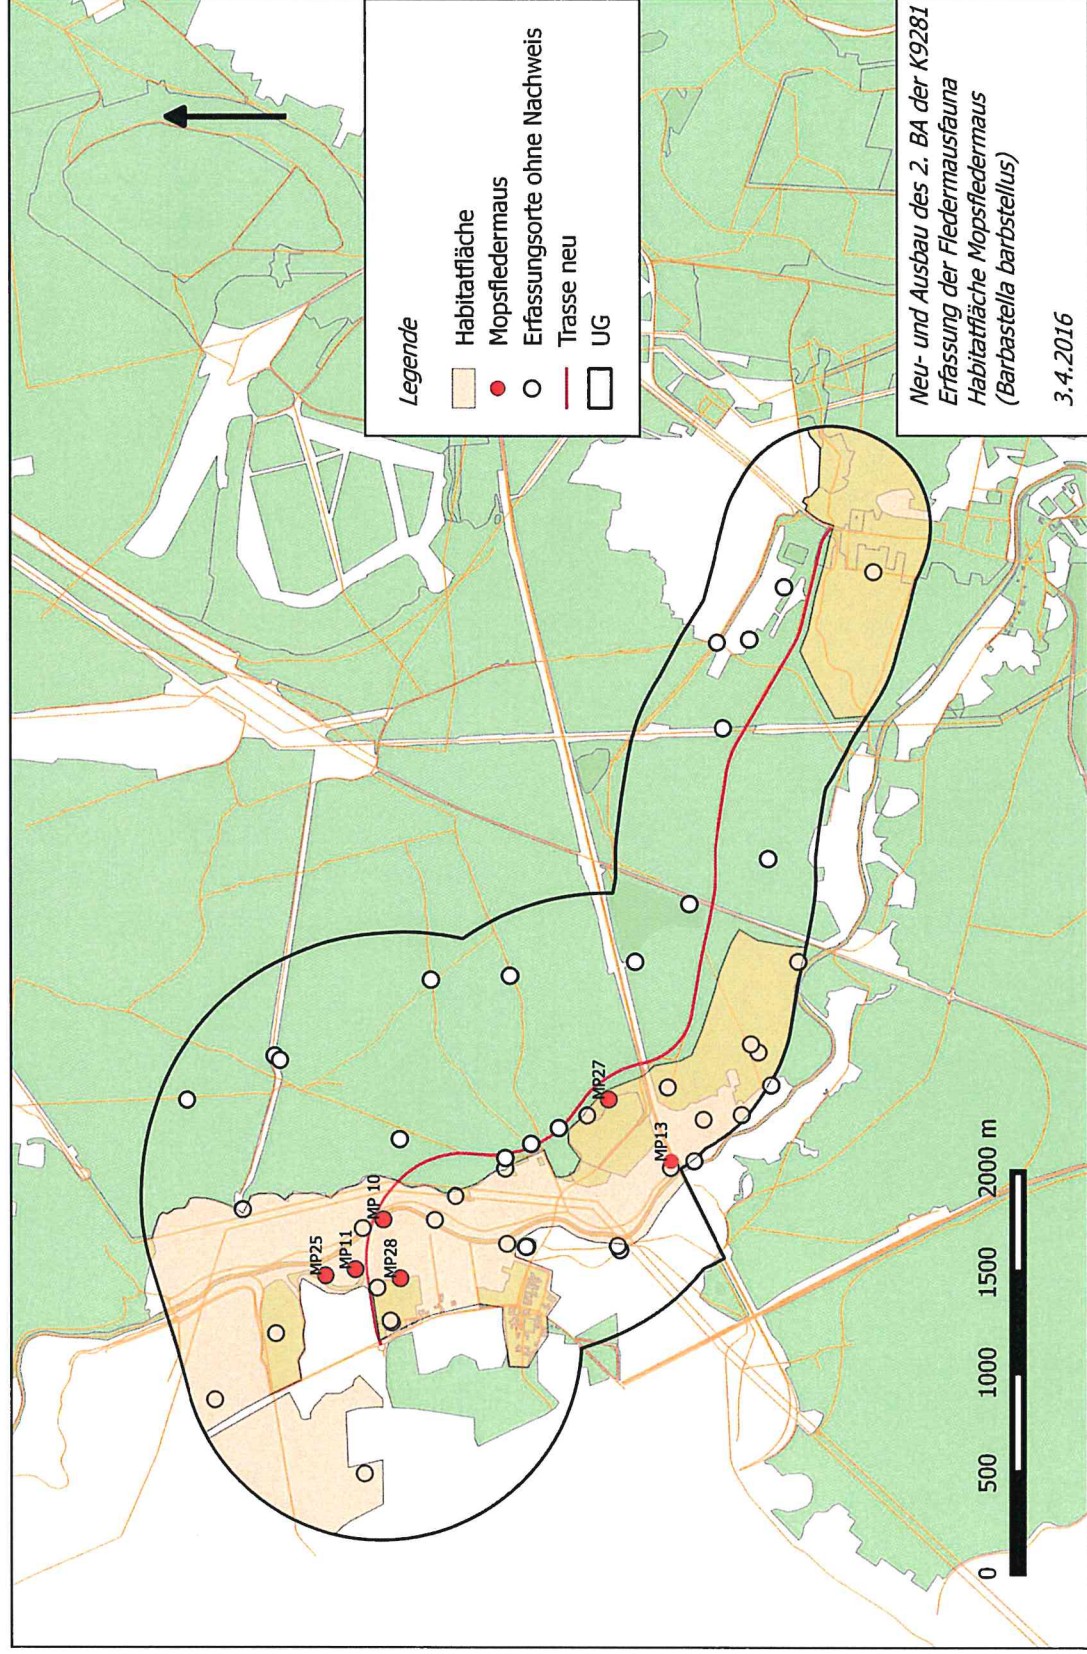 Legende
Habitatfläche
Mopsfledermaus
Erfassungsorte ohne Nachweis
Trasse neu
UG
MP25
MP11
MP 10
MP28
MP27
MP13
0 500 1000 1500 2000 m
Neu- und Ausbau des 2. BA der K9281
Erfassung der Fledermausfauna
Habitatfläche Mopsfledermaus
(Barbastella barbstellus)
3.4.2016